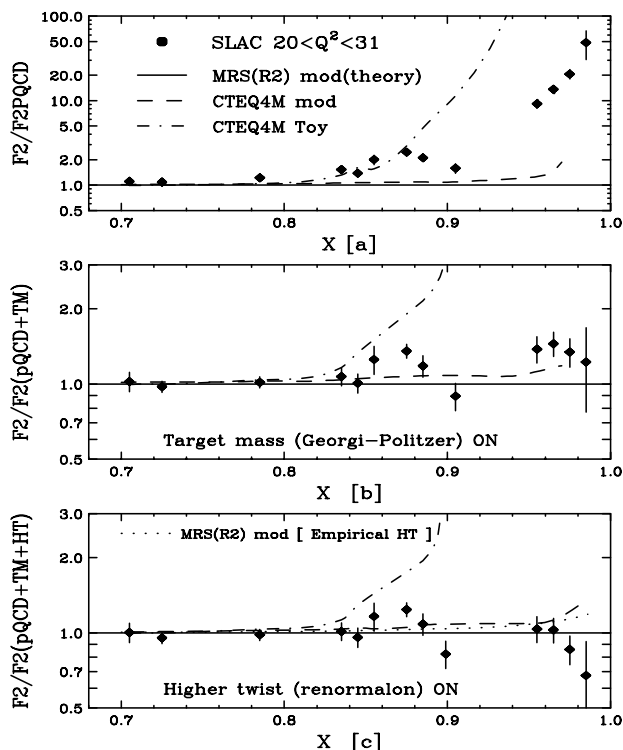 F2/F2PQCD
100.0
50.0
10.0
5.0
2.0
1.0
0.5
SLAC 20<Q²<31
MRS(R2) mod(theory)
CTEQ4M mod
CTEQ4M Toy
0.7 0.8 0.9 1.0
X [a]
F2/F2(pQCD+TM)
3.0
2.0
1.0
0.7
0.5
Target mass (Georgi-Politzer) ON
0.7 0.8 0.9 1.0
X [b]
F2/F2(pQCD+TM+HT)
3.0
2.0
1.0
0.7
0.5
MRS(R2) mod [ Empirical HT ]
Higher twist (renormalon) ON
0.7 0.8 0.9 1.0
X [c]